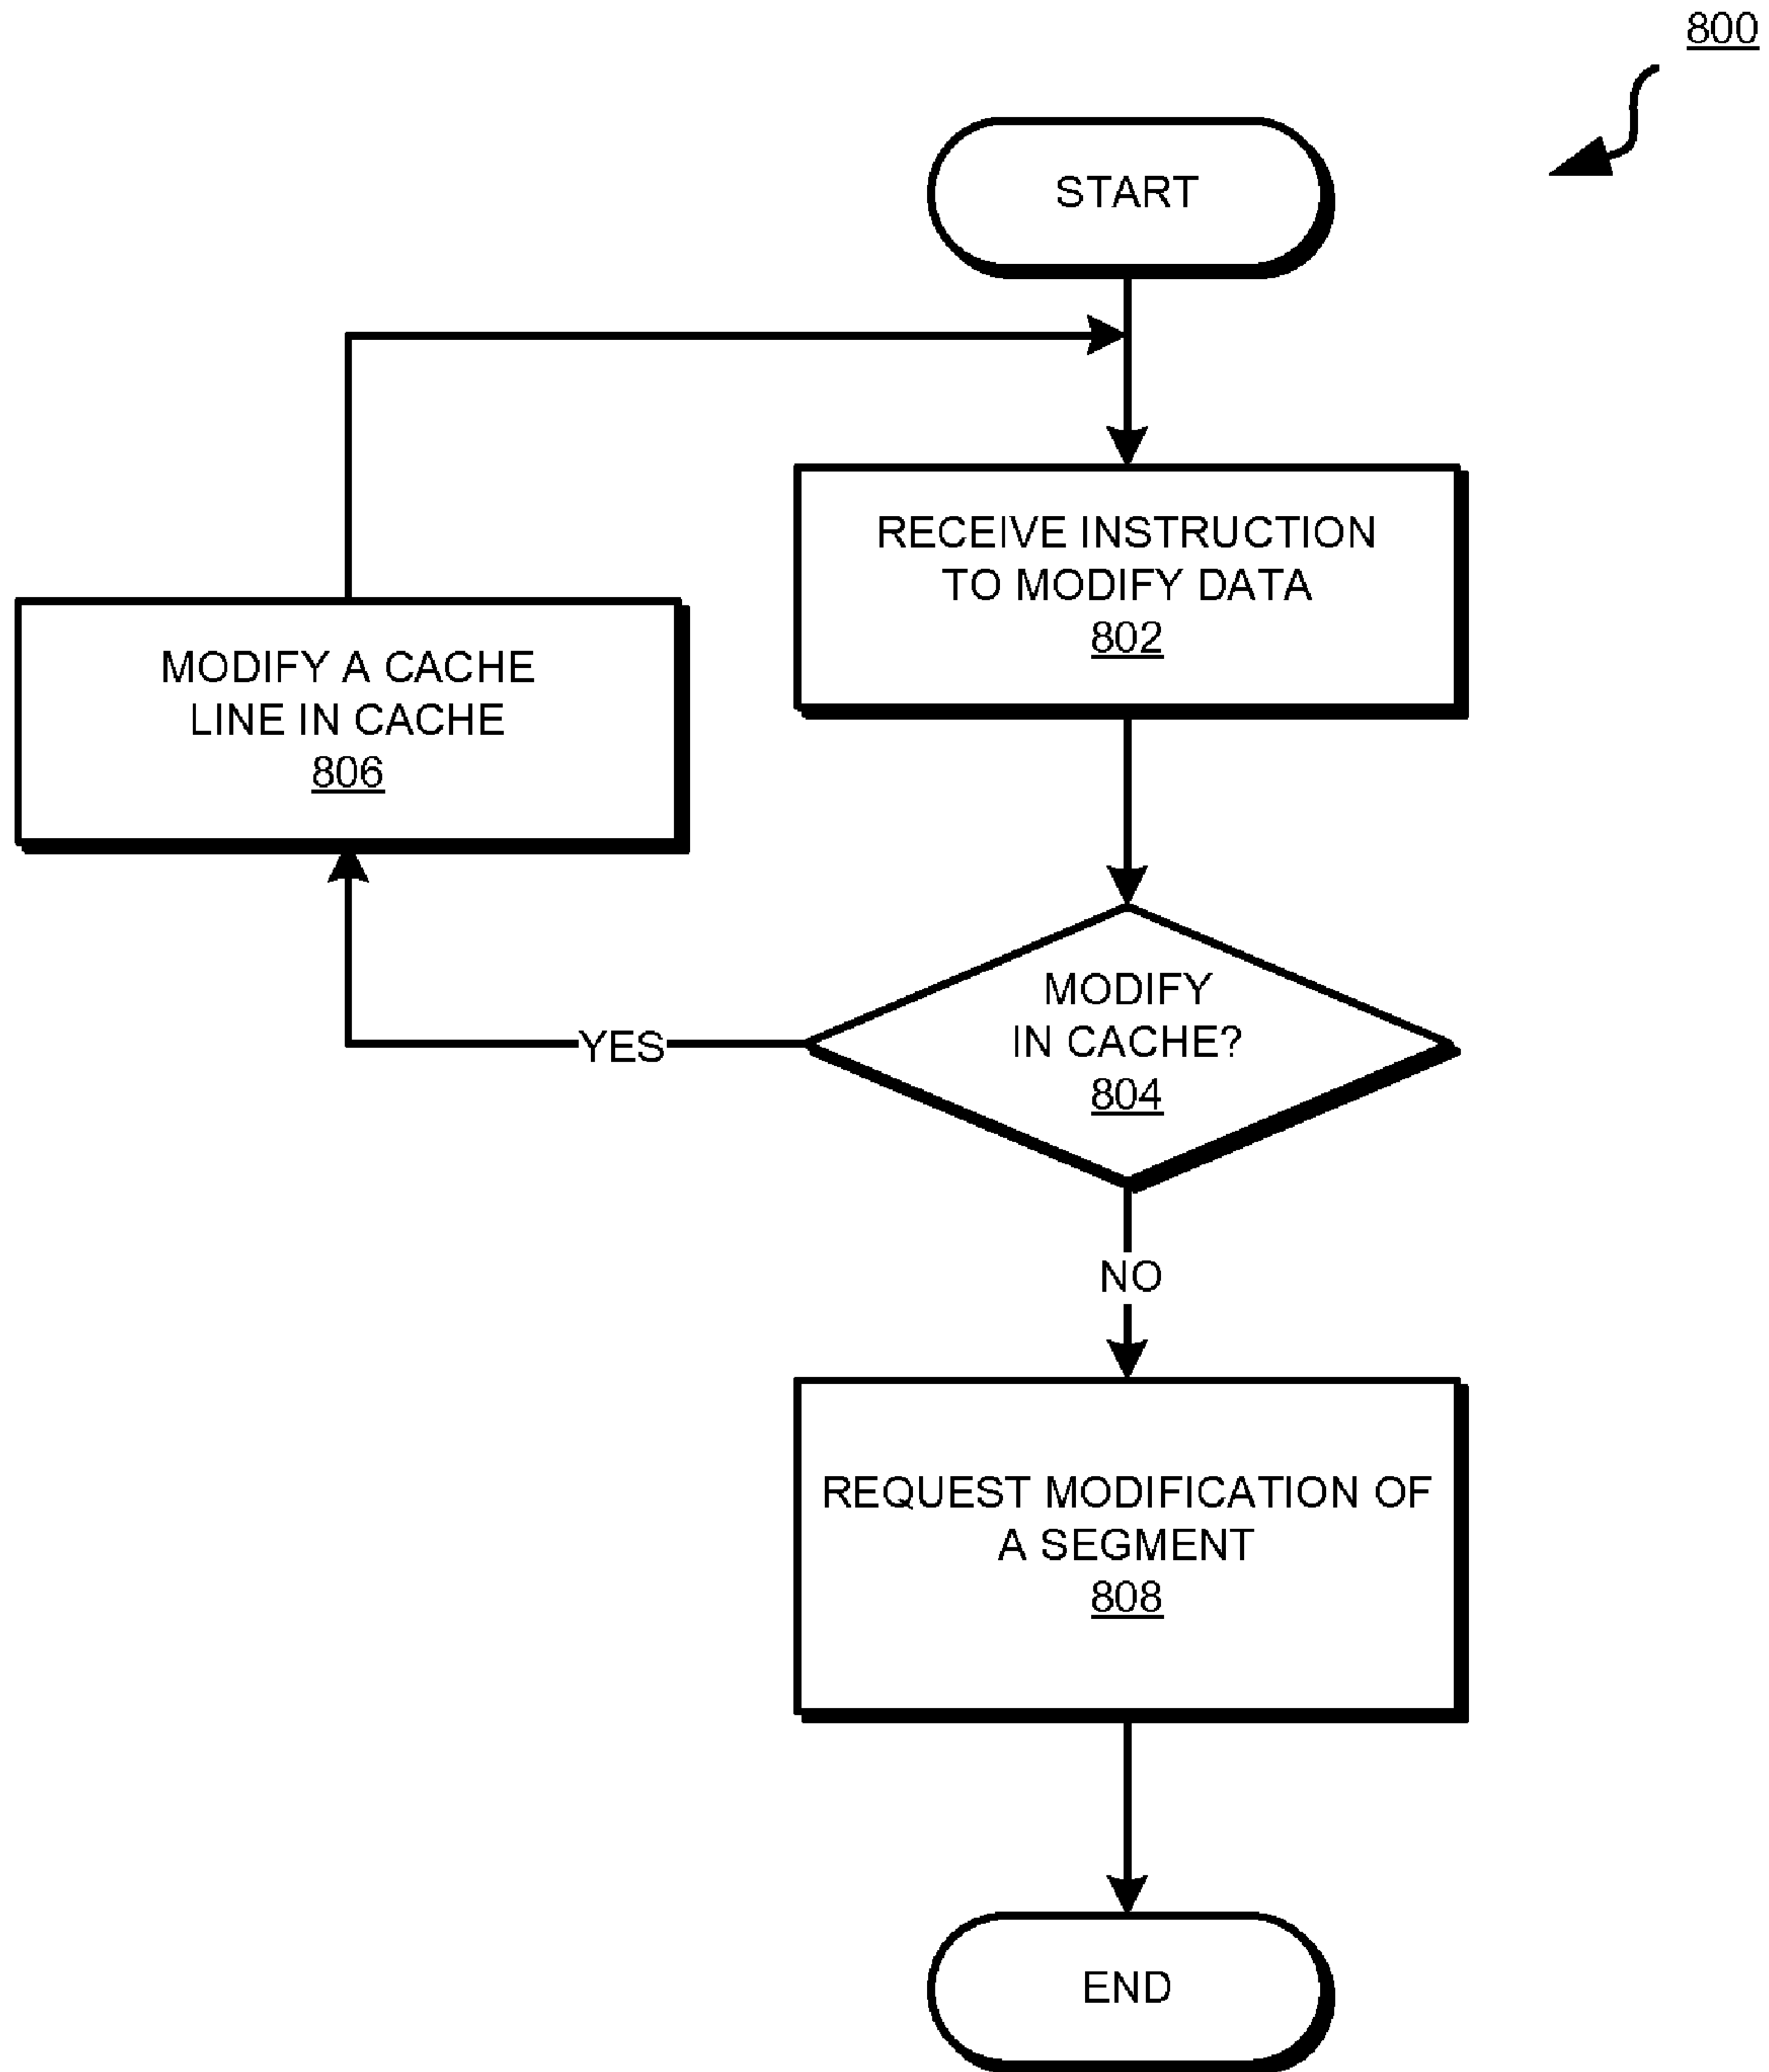 800
START
RECEIVE INSTRUCTION
TO MODIFY DATA
802
MODIFY A CACHE
LINE IN CACHE
806
MODIFY
IN CACHE?
804
YES
NO
REQUEST MODIFICATION OF
A SEGMENT
808
END